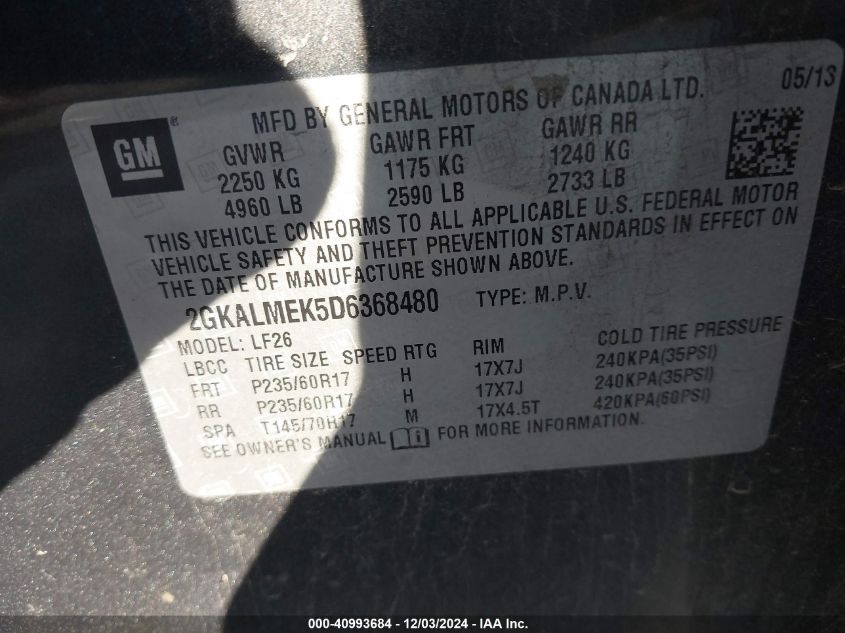 05/13
MFD BY GENERAL MOTORS OF CANADA LTD.
GM ®
GVWR GAWR FRT GAWR RR
2250 KG 1175 KG 1240 KG
4960 LB 2590 LB 2733 LB
THIS VEHICLE CONFORMS TO ALL APPLICABLE U.S. FEDERAL MOTOR
VEHICLE SAFETY AND THEFT PREVENTION STANDARDS IN EFFECT ON
THE DATE OF MANUFACTURE SHOWN ABOVE.
2GKALMEK5D6368480 TYPE: M.P.V.
MODEL: LF26
LBCC TIRE SIZE SPEED RTG RIM COLD TIRE PRESSURE
FRT P235/60R17 H 17X7J 240KPA(35PSI)
RR P235/60R17 H 17X7J 240KPA(35PSI)
SPA T145/70H17 M 17X4.5T 420KPA(60PSI)
SEE OWNER'S MANUAL FOR MORE INFORMATION.
000-40993684 - 12/03/2024 - IAA Inc.